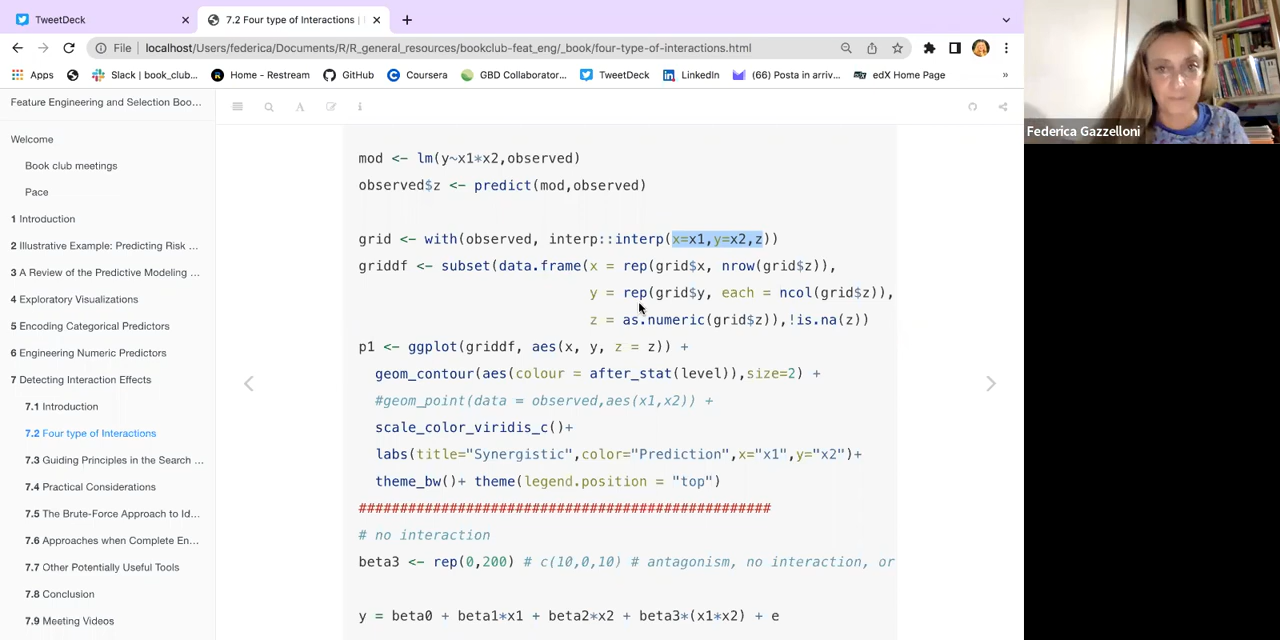 TweetDeck
7.2 Four type of Interactions |
File | localhost/Users/federica/Documents/R/R_general_resources/bookclub-feat_eng/_book/four-type-of-interactions.html
Apps
Slack | book_club...
Home - Restream
GitHub
Coursera
GBD Collaborator...
TweetDeck
LinkedIn
(66) Posta in arriv...
edX Home Page
»
Feature Engineering and Selection Boo...
Welcome
Book club meetings
Pace
1 Introduction
2 Illustrative Example: Predicting Risk ...
3 A Review of the Predictive Modeling ...
4 Exploratory Visualizations
5 Encoding Categorical Predictors
6 Engineering Numeric Predictors
7 Detecting Interaction Effects
7.1 Introduction
7.2 Four type of Interactions
7.3 Guiding Principles in the Search ...
7.4 Practical Considerations
7.5 The Brute-Force Approach to Id...
7.6 Approaches when Complete En...
7.7 Other Potentially Useful Tools
7.8 Conclusion
7.9 Meeting Videos
mod <- lm(y~x1*x2,observed)
observed$z <- predict(mod,observed)
grid <- with(observed, interp::interp(x=x1,y=x2,z))
griddf <- subset(data.frame(x = rep(grid$x, nrow(grid$z)),
y = rep(grid$y, each = ncol(grid$z)),
z = as.numeric(grid$z)),!is.na(z))
p1 <- ggplot(griddf, aes(x, y, z = z)) +
geom_contour(aes(colour = after_stat(level)),size=2) +
#geom_point(data = observed,aes(x1,x2)) +
scale_color_viridis_c()+
labs(title="Synergistic",color="Prediction",x="x1",y="x2")+
theme_bw()+ theme(legend.position = "top")
##################################################
# no interaction
beta3 <- rep(0,200) # c(10,0,10) # antagonism, no interaction, or
y = beta0 + beta1*x1 + beta2*x2 + beta3*(x1*x2) + e
Federica Gazzelloni